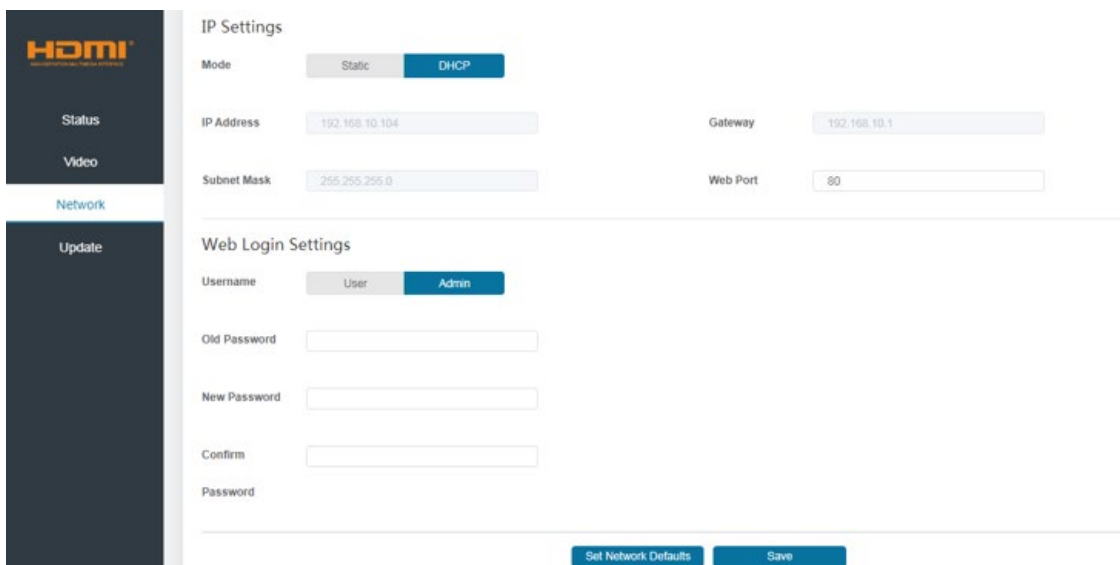 HDMI
Status
Video
Network
Update
IP Settings
Mode Static DHCP
IP Address 192.168.10.104 Gateway 192.168.10.1
Subnet Mask 255.255.255.0 Web Port 80
Web Login Settings
Username User Admin
Old Password
New Password
Confirm
Password
Set Network Defaults Save